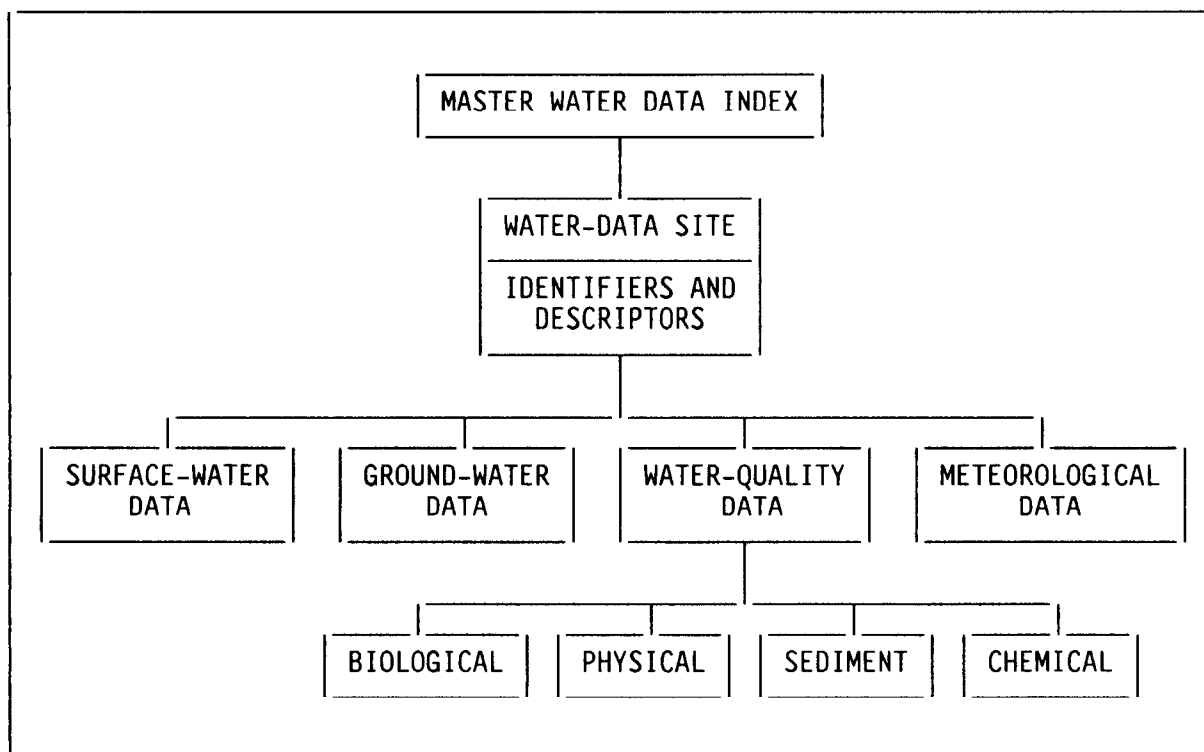 MASTER WATER DATA INDEX
WATER-DATA SITE
IDENTIFIERS AND
DESCRIPTORS
SURFACE-WATER
DATA
GROUND-WATER
DATA
WATER-QUALITY
DATA
METEOROLOGICAL
DATA
BIOLOGICAL
PHYSICAL
SEDIMENT
CHEMICAL